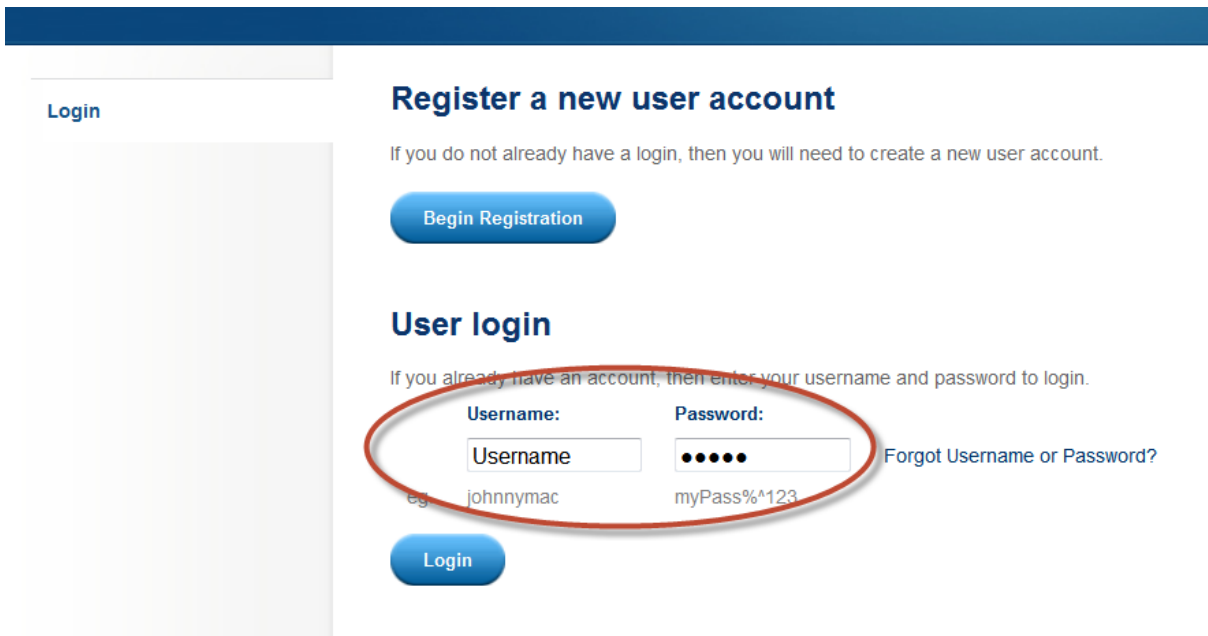 Login
Register a new user account
If you do not already have a login, then you will need to create a new user account.
Begin Registration
User login
If you already have an account, then enter your username and password to login.
Username: Password:
Username ●●●●● Forgot Username or Password?
eg. johnnymac myPass%^123
Login